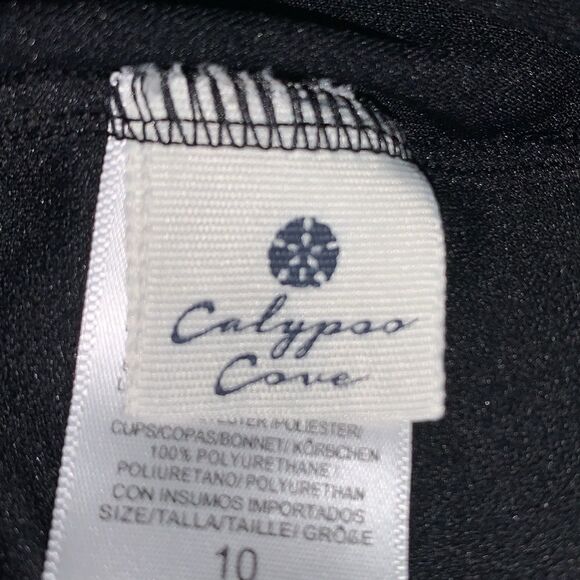 Calypso
Cove
CUPS/COPAS/BONNET/ KÖRBCHEN
100% POLYURETHANE/
POLIURETANO/POLYURETHAN
CON INSUMOS IMPORTADOS
SIZE/TALLA/TAILLE/ GRÖßE
10